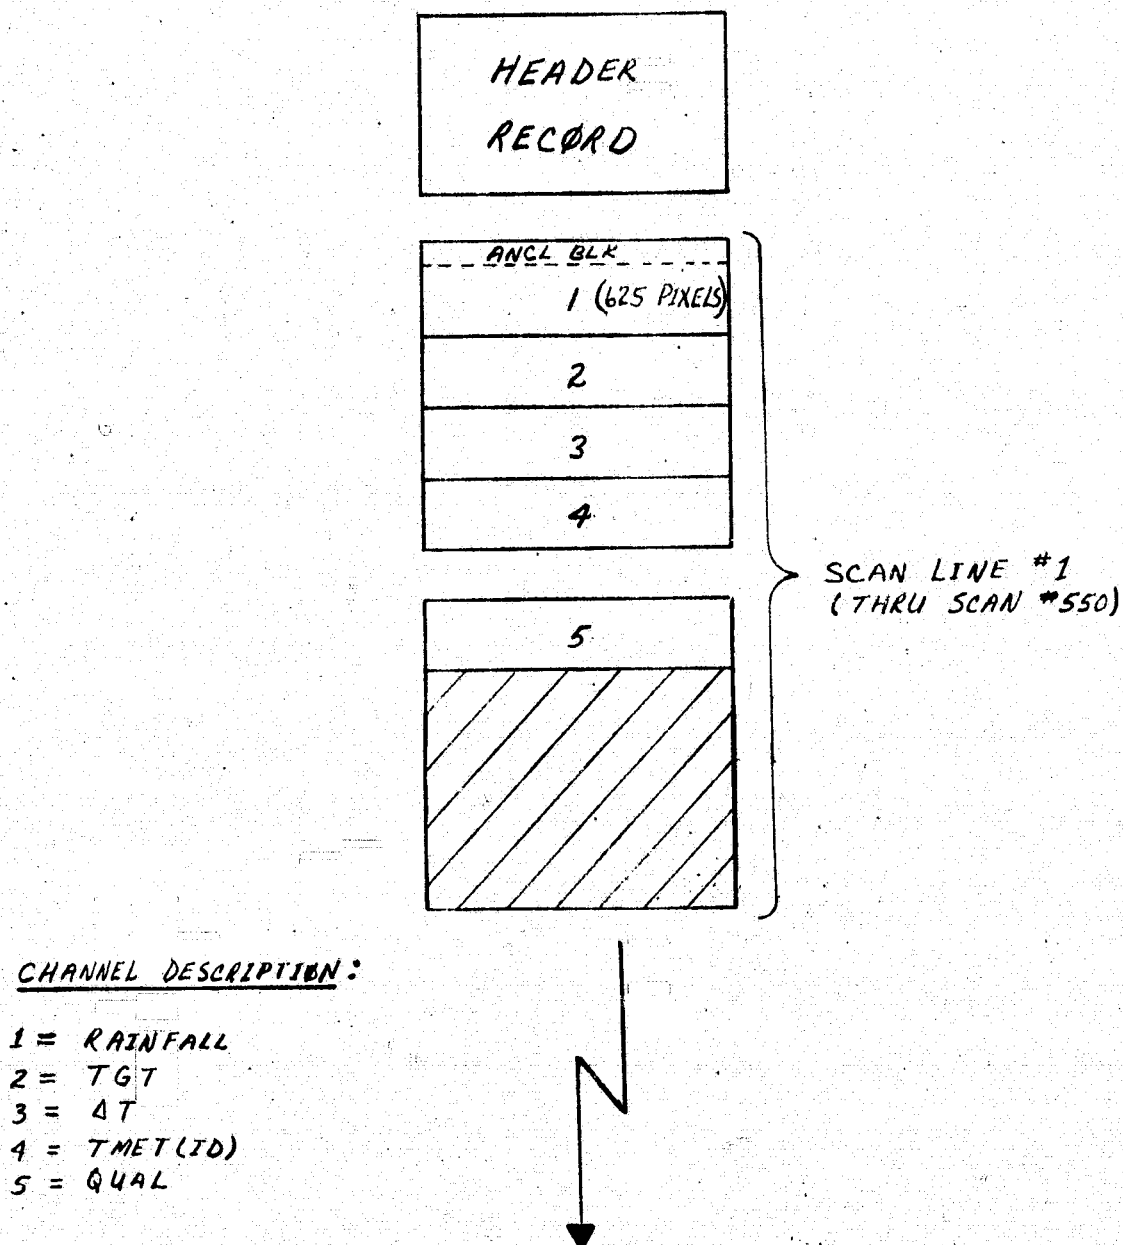 HEADER
RECØRD
ANCL BLK
1 (625 PIXELS)
2
3
4
5
SCAN LINE #1
(THRU SCAN #550)
CHANNEL DESCRIPTIØN:
1 = RAINFALL
2 = TGT
3 = ΔT
4 = TMET(ID)
5 = QUAL